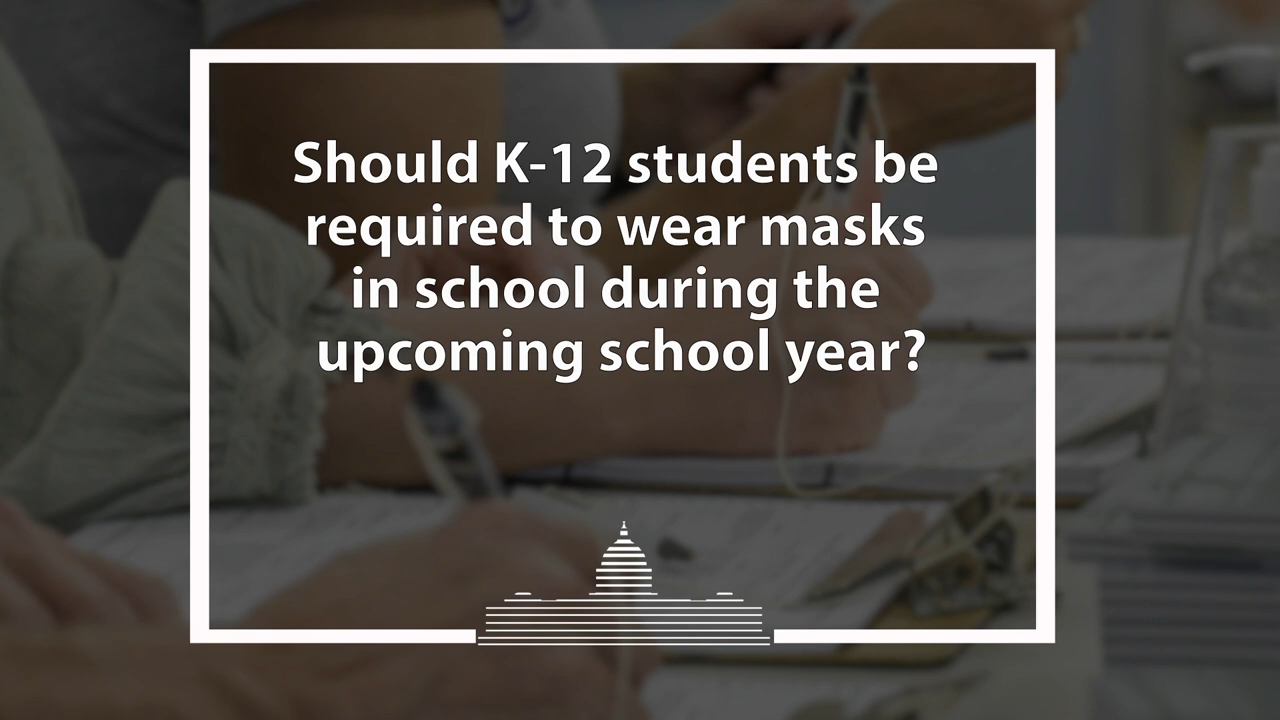 Should K-12 students be
required to wear masks
in school during the
upcoming school year?